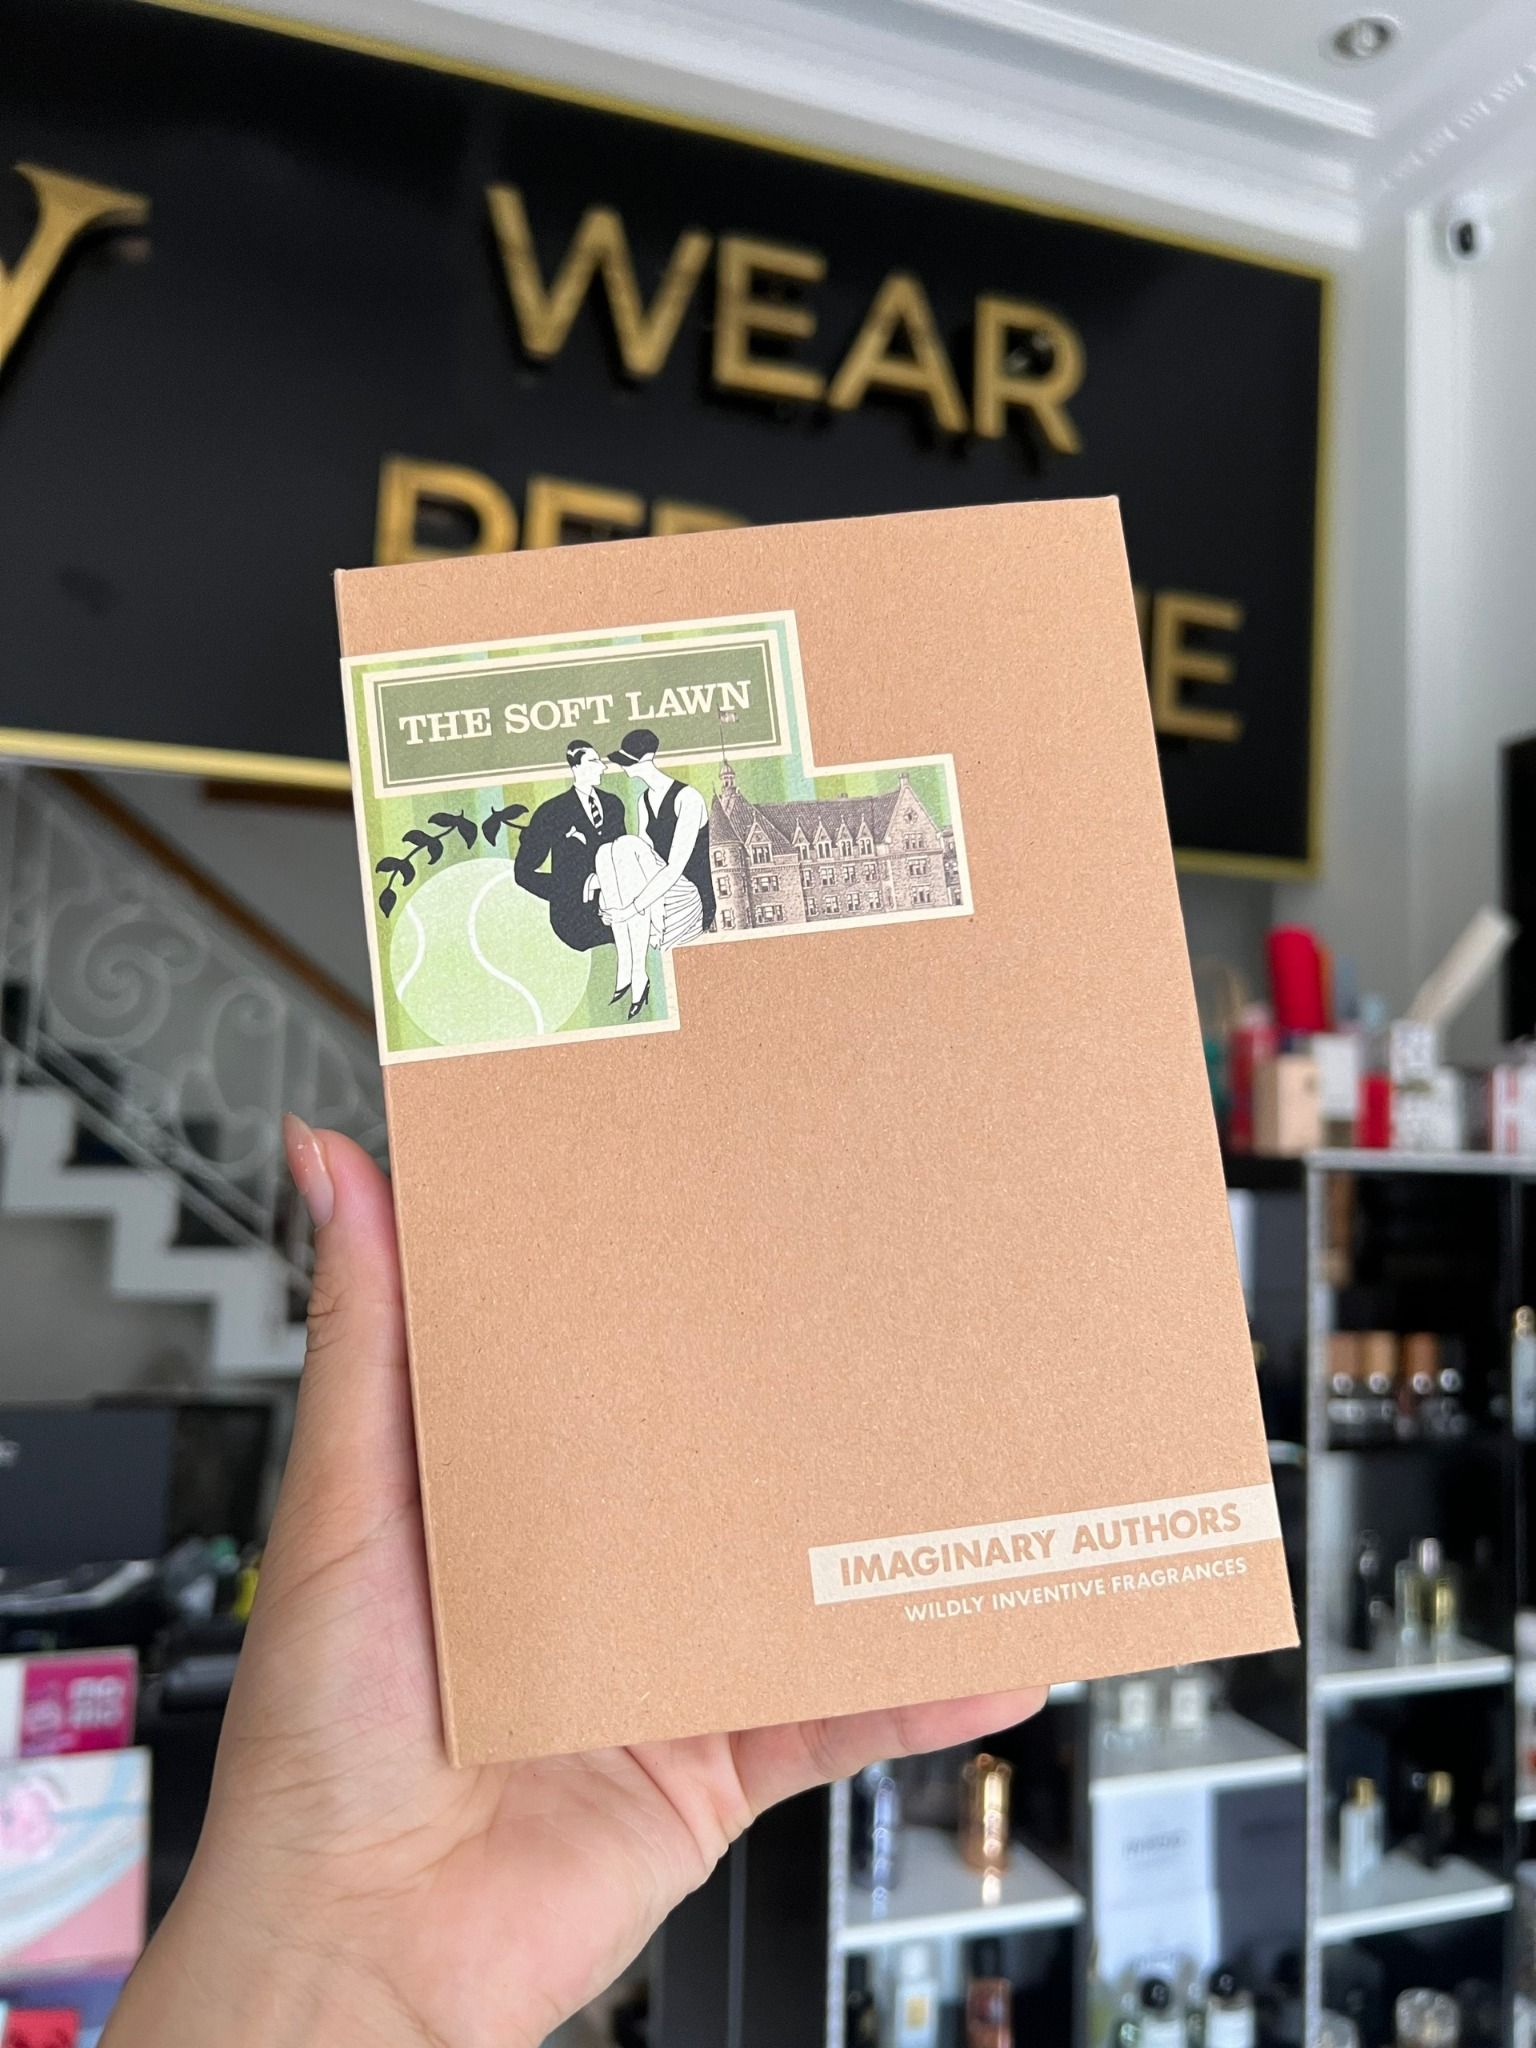 WEAR
THE SOFT LAWN
IMAGINARY AUTHORS
WILDLY INVENTIVE FRAGRANCES